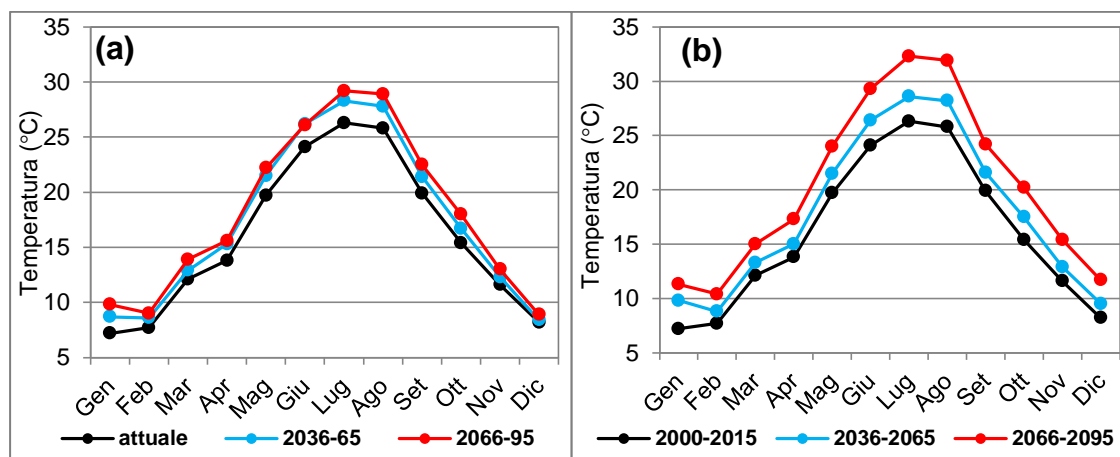 (a)
Temperatura (°C)
35
30
25
20
15
10
5
Gen Feb Mar Apr Mag Giu Lug Ago Set Ott Nov Dic
attuale 2036-65 2066-95
(b)
Temperatura (°C)
35
30
25
20
15
10
5
Gen Feb Mar Apr Mag Giu Lug Ago Set Ott Nov Dic
2000-2015 2036-2065 2066-2095